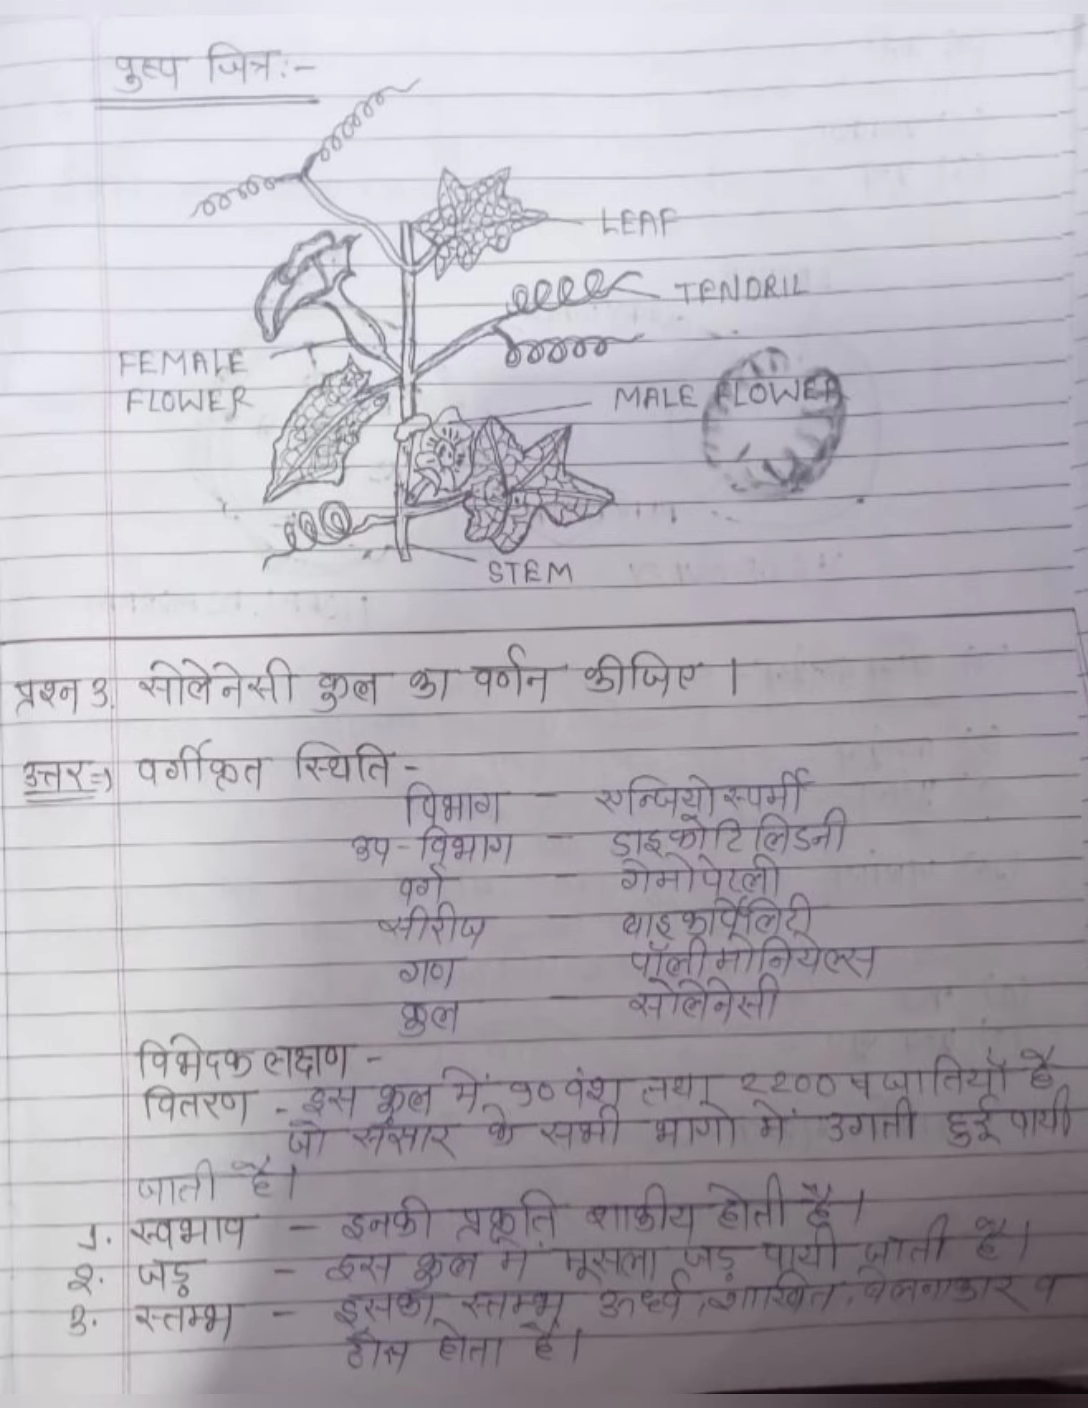 पुष्प चित्र:-
LEAF
TENDRIL
FEMALE
FLOWER
MALE FLOWER
STEM
प्रश्न 3. सोलेनेसी कुल का वर्णन कीजिए।
उत्तर=) वर्गीकृत स्थिति -
विभाग - एन्जियोस्पर्मी
उप-विभाग - डाइकोटिलिडनी
वर्ग - गेमोपेटली
सीरीज - बाइकार्पिलिटी
गण - पॉलीमोनियेल्स
कुल - सोलेनेसी
विभेदक लक्षण -
वितरण - इस कुल में 90 वंश तथा 2200 प्रजातियाँ है
जो संसार के सभी भागो में उगती हुई पायी
जाती है।
1. स्वभाव - इनकी प्रकृति शाकीय होती है।
2. जड़ - इस कुल में मूसला जड़ पायी जाती है।
3. स्तम्भ - इसका स्तम्भ ऊर्ध्व, शाखित, बेलनाकार व
ठोस होता है।